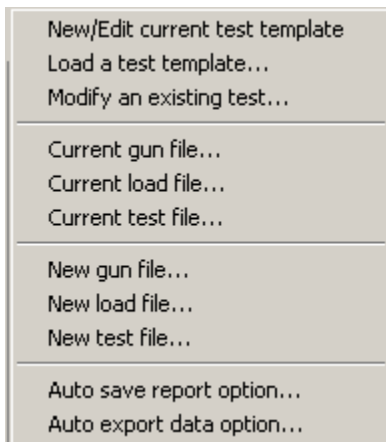 New/Edit current test template
Load a test template...
Modify an existing test...
Current gun file...
Current load file...
Current test file...
New gun file...
New load file...
New test file...
Auto save report option...
Auto export data option...